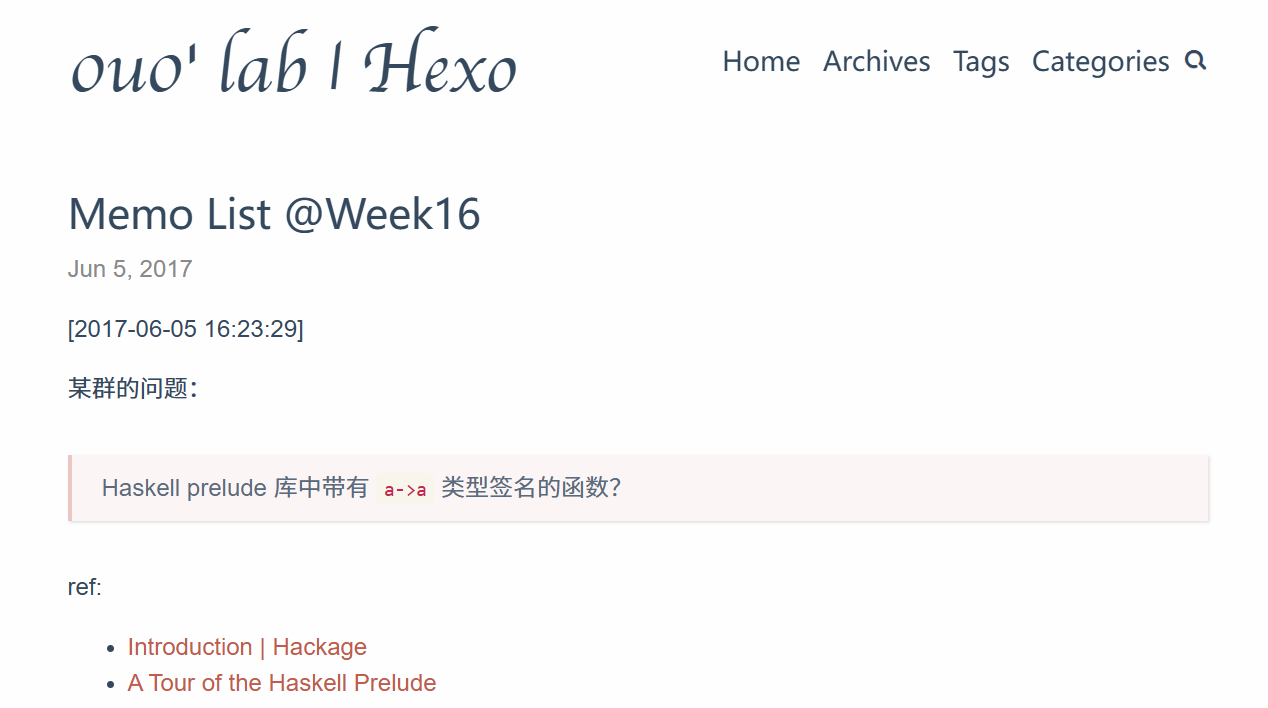 ouo' lab | Hexo
Home Archives Tags Categories
Memo List @Week16
Jun 5, 2017
[2017-06-05 16:23:29]
某群的问题：
Haskell prelude 库中带有 a->a 类型签名的函数？
ref:
Introduction | Hackage
A Tour of the Haskell Prelude